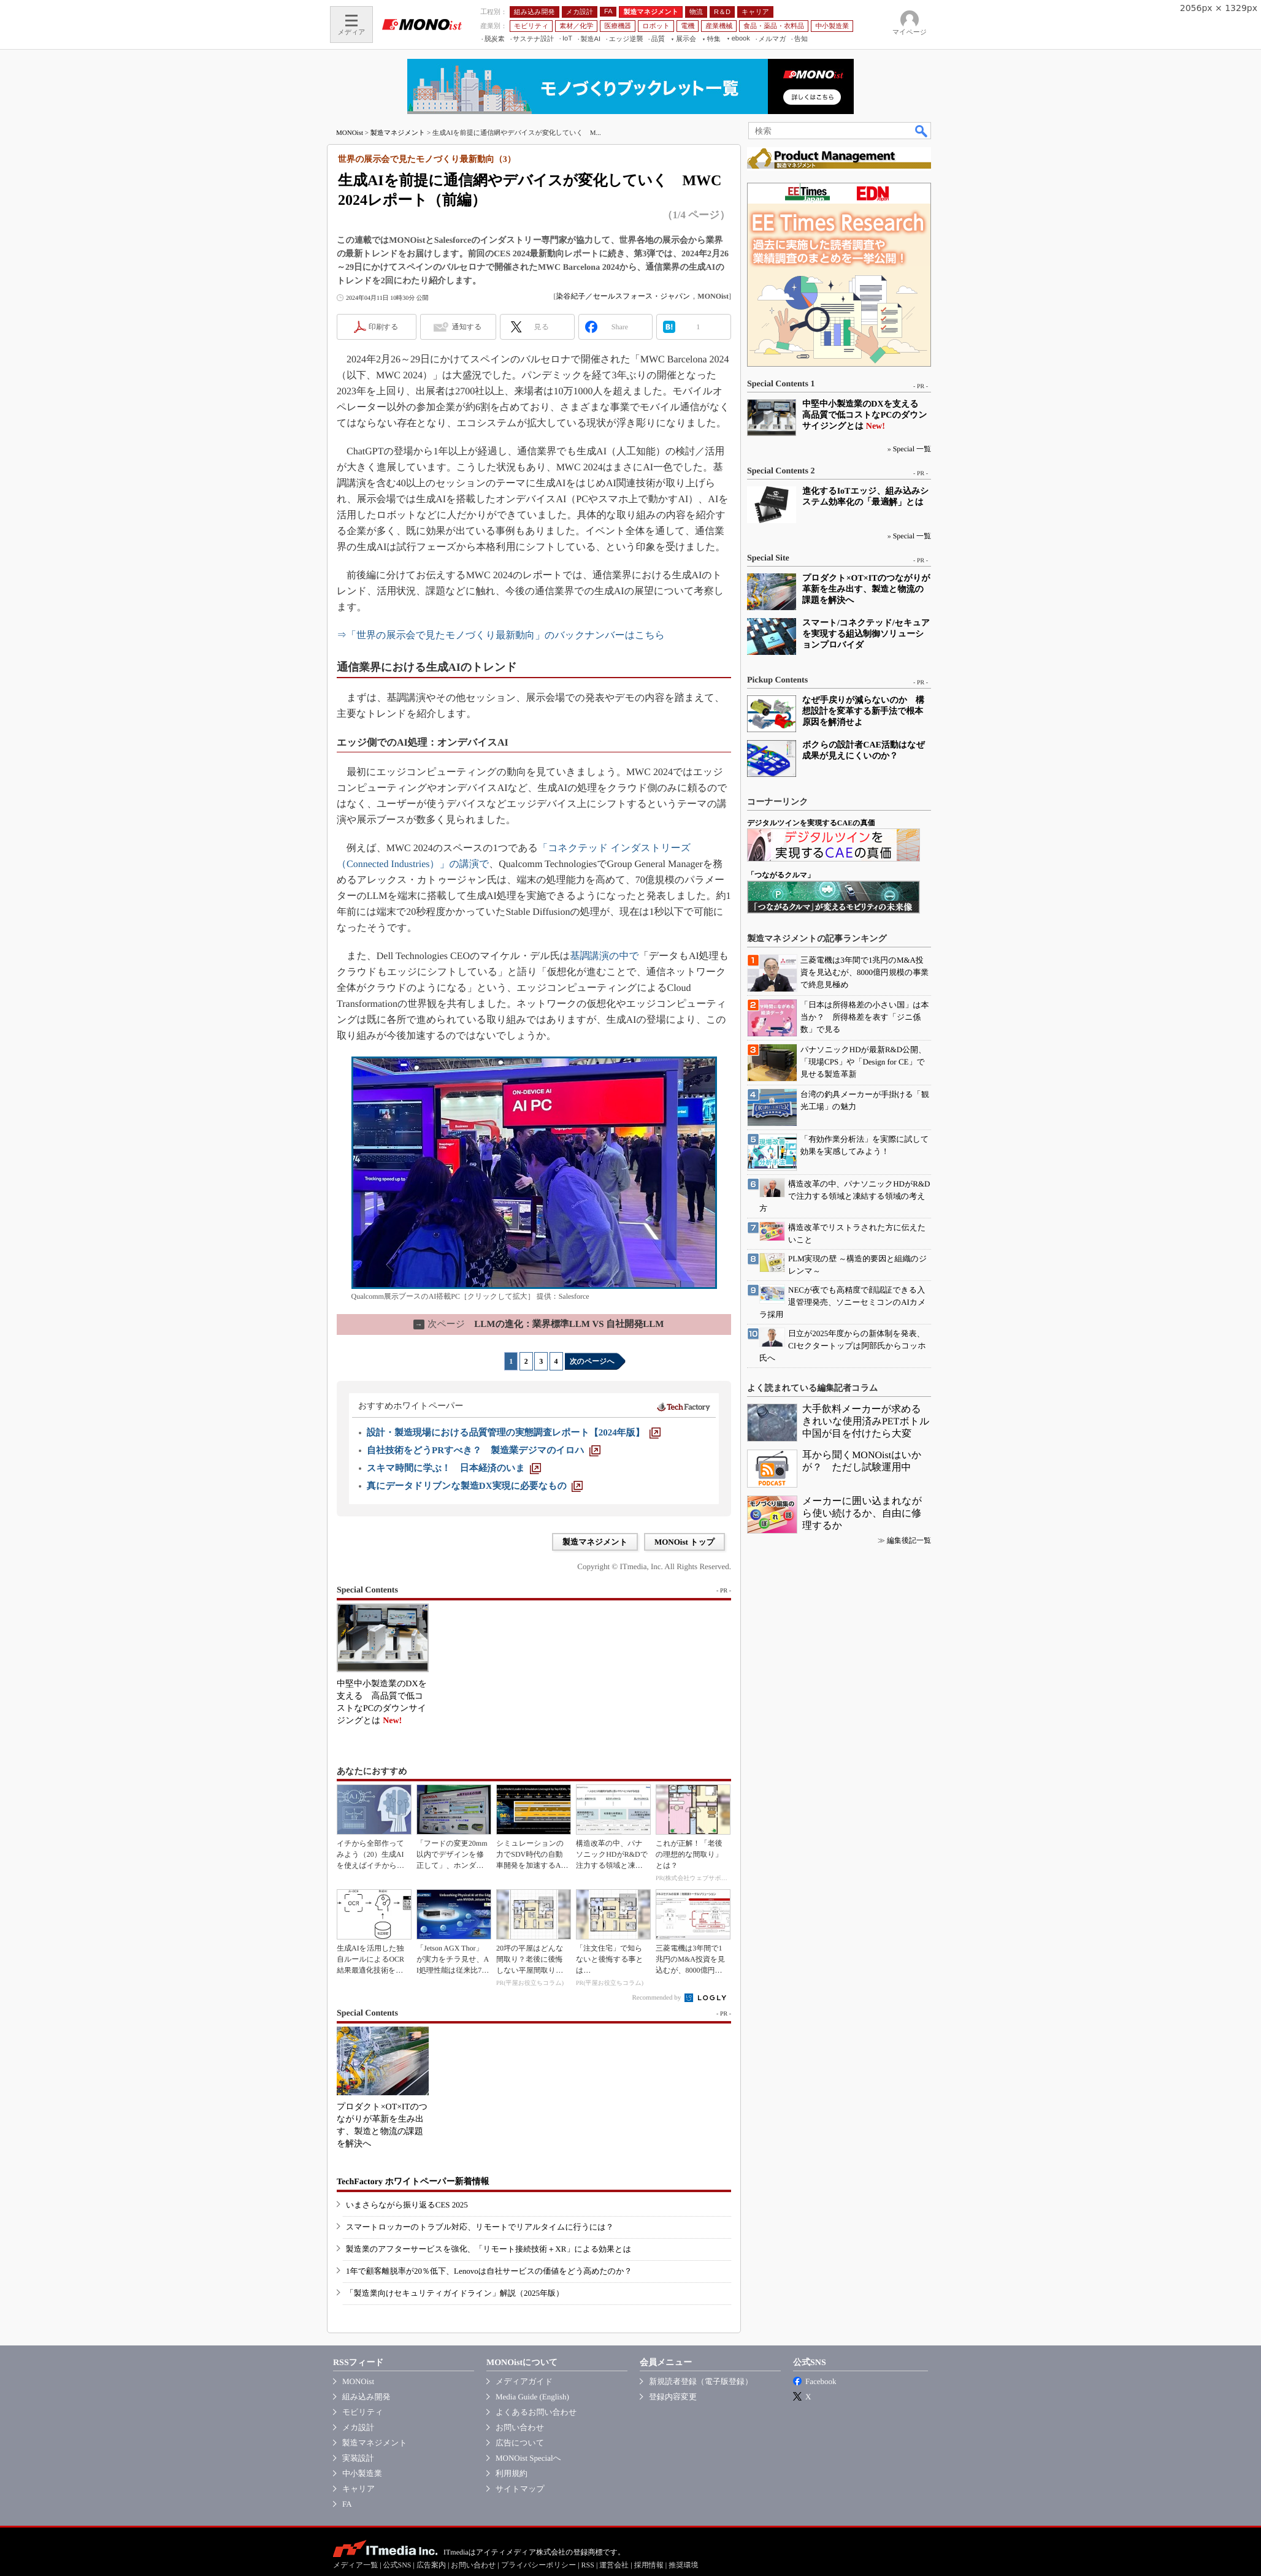 2056px × 1329px
メディア
MONOist
工程別：
組み込み開発
メカ設計
FA
製造マネジメント
物流
R＆D
キャリア
産業別：
モビリティ
素材／化学
医療機器
ロボット
電機
産業機械
食品・薬品・衣料品
中小製造業
脱炭素
サステナ設計
IoT
製造AI
エッジ逆襲
品質
展示会
特集
ebook
メルマガ
告知
マイページ
モノづくりブックレット一覧
MONOist
詳しくはこちら
MONOist > 製造マネジメント > 生成AIを前提に通信網やデバイスが変化していく　M...
世界の展示会で見たモノづくり最新動向（3）
生成AIを前提に通信網やデバイスが変化していく　MWC
2024レポート（前編）
（1/4 ページ）
この連載ではMONOistとSalesforceのインダストリー専門家が協力して、世界各地の展示会から業界
の最新トレンドをお届けします。前回のCES 2024最新動向レポートに続き、第3弾では、2024年2月26
～29日にかけてスペインのバルセロナで開催されたMWC Barcelona 2024から、通信業界の生成AIの
トレンドを2回にわたり紹介します。
2024年04月11日 10時30分 公開
[染谷紀子／セールスフォース・ジャパン，MONOist]
印刷する
通知する
見る
Share
B! 1
　2024年2月26～29日にかけてスペインのバルセロナで開催された「MWC Barcelona 2024
（以下、MWC 2024）」は大盛況でした。パンデミックを経て3年ぶりの開催となった
2023年を上回り、出展者は2700社以上、来場者は10万1000人を超えました。モバイルオ
ペレーター以外の参加企業が約6割を占めており、さまざまな事業でモバイル通信がなく
てはならない存在となり、エコシステムが拡大している現状が浮き彫りになりました。
　ChatGPTの登場から1年以上が経過し、通信業界でも生成AI（人工知能）の検討／活用
が大きく進展しています。こうした状況もあり、MWC 2024はまさにAI一色でした。基
調講演を含む40以上のセッションのテーマに生成AIをはじめAI関連技術が取り上げら
れ、展示会場では生成AIを搭載したオンデバイスAI（PCやスマホ上で動かすAI）、AIを
活用したロボットなどに人だかりができていました。具体的な取り組みの内容を紹介す
る企業が多く、既に効果が出ている事例もありました。イベント全体を通して、通信業
界の生成AIは試行フェーズから本格利用にシフトしている、という印象を受けました。
　前後編に分けてお伝えするMWC 2024のレポートでは、通信業界における生成AIのト
レンド、活用状況、課題などに触れ、今後の通信業界での生成AIの展望について考察し
ます。
⇒「世界の展示会で見たモノづくり最新動向」のバックナンバーはこちら
通信業界における生成AIのトレンド
　まずは、基調講演やその他セッション、展示会場での発表やデモの内容を踏まえて、
主要なトレンドを紹介します。
エッジ側でのAI処理：オンデバイスAI
　最初にエッジコンピューティングの動向を見ていきましょう。MWC 2024ではエッジ
コンピューティングやオンデバイスAIなど、生成AIの処理をクラウド側のみに頼るので
はなく、ユーザーが使うデバイスなどエッジデバイス上にシフトするというテーマの講
演や展示ブースが数多く見られました。
　例えば、MWC 2024のスペースの1つである「コネクテッド インダストリーズ
（Connected Industries）」の講演で、Qualcomm TechnologiesでGroup General Managerを務
めるアレックス・カトゥージャン氏は、端末の処理能力を高めて、70億規模のパラメー
ターのLLMを端末に搭載して生成AI処理を実施できるようになったと発表しました。約1
年前には端末で20秒程度かかっていたStable Diffusionの処理が、現在は1秒以下で可能に
なったそうです。
　また、Dell Technologies CEOのマイケル・デル氏は基調講演の中で「データもAI処理も
クラウドもエッジにシフトしている」と語り「仮想化が進むことで、通信ネットワーク
全体がクラウドのようになる」という、エッジコンピューティングによるCloud
Transformationの世界観を共有しました。ネットワークの仮想化やエッジコンピューティ
ングは既に各所で進められている取り組みではありますが、生成AIの登場により、この
取り組みが今後加速するのではないでしょうか。
ON-DEVICE AI
AI PC
Qualcomm展示ブースのAI搭載PC［クリックして拡大］ 提供：Salesforce
次ページ　LLMの進化：業界標準LLM VS 自社開発LLM
1
2
3
4
次のページへ
おすすめホワイトペーパー
TechFactory
設計・製造現場における品質管理の実態調査レポート【2024年版】
自社技術をどうPRすべき？　製造業デジマのイロハ
スキマ時間に学ぶ！　日本経済のいま
真にデータドリブンな製造DX実現に必要なもの
製造マネジメント
MONOist トップ
Copyright © ITmedia, Inc. All Rights Reserved.
Special Contents
- PR -
中堅中小製造業のDXを
支える　高品質で低コ
ストなPCのダウンサイ
ジングとは New!
あなたにおすすめ
イチから全部作って
みよう（20）生成AI
を使えばイチから…
「フードの変更20mm
以内でデザインを修
正して」、ホンダ…
シミュレーションの
力でSDV時代の自動
車開発を加速するA…
構造改革の中、パナ
ソニックHDがR&Dで
注力する領域と凍…
これが正解！「老後
の理想的な間取り」
とは？
PR(株式会社ウェブサポ…
生成AIを活用した独
自ルールによるOCR
結果最適化技術を…
「Jetson AGX Thor」
が実力をチラ見せ、A
I処理性能は従来比7…
20坪の平屋はどんな
間取り？老後に後悔
しない平屋間取り…
PR(平屋お役立ちコラム)
「注文住宅」で知ら
ないと後悔する事と
は…
PR(平屋お役立ちコラム)
三菱電機は3年間で1
兆円のM&A投資を見
込むが、8000億円…
Recommended by LOGLY
Special Contents
- PR -
プロダクト×OT×ITのつ
ながりが革新を生み出
す、製造と物流の課題
を解決へ
TechFactory ホワイトペーパー新着情報
いまさらながら振り返るCES 2025
スマートロッカーのトラブル対応、リモートでリアルタイムに行うには？
製造業のアフターサービスを強化、「リモート接続技術＋XR」による効果とは
1年で顧客離脱率が20％低下、Lenovoは自社サービスの価値をどう高めたのか？
「製造業向けセキュリティガイドライン」解説（2025年版）
検索
Product Management
製造マネジメント
EE Times Japan
EDN
EE Times Research
過去に実施した読者調査や
業績調査のまとめを一挙公開！
Special Contents 1
- PR -
中堅中小製造業のDXを支える
高品質で低コストなPCのダウン
サイジングとは New!
» Special 一覧
Special Contents 2
- PR -
進化するIoTエッジ、組み込みシ
ステム効率化の「最適解」とは
» Special 一覧
Special Site
- PR -
プロダクト×OT×ITのつながりが
革新を生み出す、製造と物流の
課題を解決へ
スマート/コネクテッド/セキュア
を実現する組込制御ソリューシ
ョンプロバイダ
Pickup Contents
- PR -
なぜ手戻りが減らないのか　構
想設計を変革する新手法で根本
原因を解消せよ
ボクらの設計者CAE活動はなぜ
成果が見えにくいのか？
コーナーリンク
デジタルツインを実現するCAEの真価
デジタルツインを
実現するCAEの真価
「つながるクルマ」
「つながるクルマ」が変えるモビリティの未来像
製造マネジメントの記事ランキング
1
三菱電機は3年間で1兆円のM&A投
資を見込むが、8000億円規模の事業
で終息見極め
2
「日本は所得格差の小さい国」は本
当か？　所得格差を表す「ジニ係
数」で見る
3
パナソニックHDが最新R&D公開、
「現場CPS」や「Design for CE」で
見せる製造革新
4
台湾の釣具メーカーが手掛ける「観
光工場」の魅力
5
「有効作業分析法」を実際に試して
効果を実感してみよう！
6
構造改革の中、パナソニックHDがR&D
で注力する領域と凍結する領域の考え
方
7
構造改革でリストラされた方に伝えた
いこと
8
PLM実現の壁 ～構造的要因と組織のジ
レンマ～
9
NECが夜でも高精度で顔認証できる入
退管理発売、ソニーセミコンのAIカメ
ラ採用
10
日立が2025年度からの新体制を発表、
CIセクタートップは阿部氏からコッホ
氏へ
よく読まれている編集記者コラム
大手飲料メーカーが求める
きれいな使用済みPETボトル
中国が目を付けたら大変
PODCAST
耳から聞くMONOistはいか
が？　ただし試験運用中
メーカーに囲い込まれなが
ら使い続けるか、自由に修
理するか
≫ 編集後記一覧
RSSフィード
MONOist
組み込み開発
モビリティ
メカ設計
製造マネジメント
実装設計
中小製造業
キャリア
FA
MONOistについて
メディアガイド
Media Guide (English)
よくあるお問い合わせ
お問い合わせ
広告について
MONOist Specialへ
利用規約
サイトマップ
会員メニュー
新規読者登録（電子版登録）
登録内容変更
公式SNS
Facebook
X
ITmedia Inc. ITmediaはアイティメディア株式会社の登録商標です。
メディア一覧 | 公式SNS | 広告案内 | お問い合わせ | プライバシーポリシー | RSS | 運営会社 | 採用情報 | 推奨環境